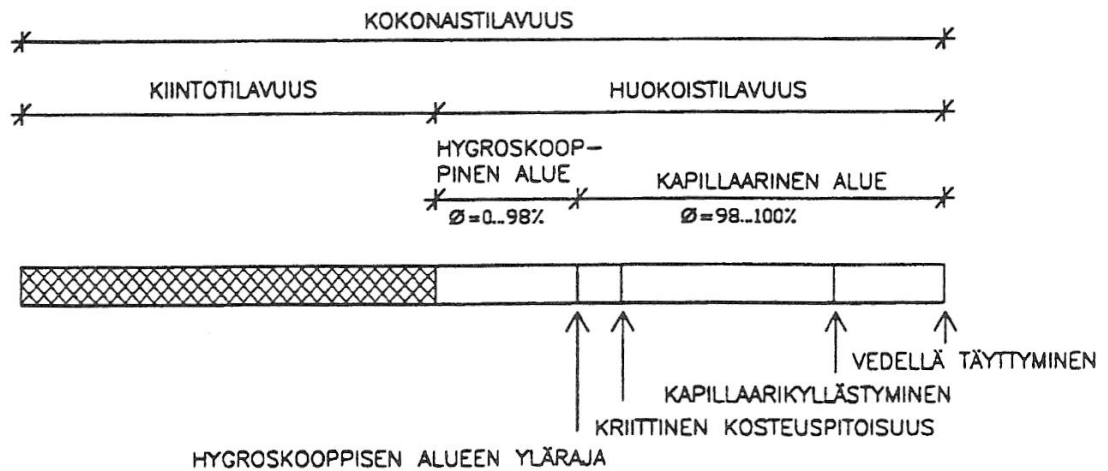 KOKONAISTILAVUUS
KIINTOTILAVUUS
HUOKOISTILAVUUS
HYGROSKOOP-
PINEN ALUE
KAPILLAARINEN ALUE
Ø=0...98%
Ø=98...100%
VEDELLÄ TÄYTTYMINEN
KAPILLAARIKYLLÄSTYMINEN
KRIITTINEN KOSTEUSPITOISUUS
HYGROSKOOPPISEN ALUEEN YLÄRAJA